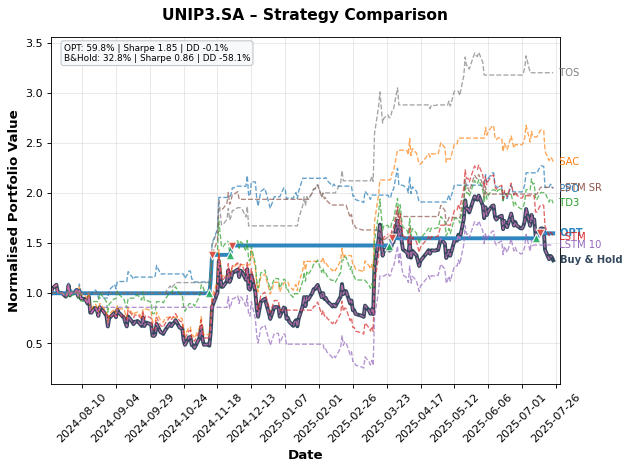 UNIP3.SA – Strategy Comparison
OPT: 59.8% | Sharpe 1.85 | DD -0.1%
B&Hold: 32.8% | Sharpe 0.86 | DD -58.1%
Normalised Portfolio Value
3.5
3.0
2.5
2.0
1.5
1.0
0.5
TOS
SAC
TD3
OPT
LSTM 10
Buy & Hold
2024-08-10
2024-09-04
2024-09-29
2024-10-24
2024-11-18
2024-12-13
2025-01-07
2025-02-01
2025-02-26
2025-03-23
2025-04-17
2025-05-12
2025-06-06
2025-07-01
2025-07-26
Date